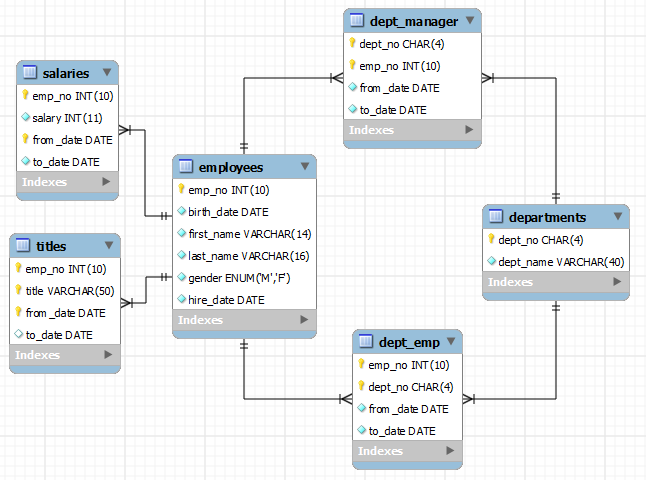 dept_manager
dept_no CHAR(4)
emp_no INT(10)
from_date DATE
to_date DATE
Indexes
salaries
emp_no INT(10)
salary INT(11)
from_date DATE
to_date DATE
Indexes
employees
emp_no INT(10)
birth_date DATE
first_name VARCHAR(14)
last_name VARCHAR(16)
gender ENUM('M','F')
hire_date DATE
Indexes
departments
dept_no CHAR(4)
dept_name VARCHAR(40)
Indexes
titles
emp_no INT(10)
title VARCHAR(50)
from_date DATE
to_date DATE
Indexes
dept_emp
emp_no INT(10)
dept_no CHAR(4)
from_date DATE
to_date DATE
Indexes